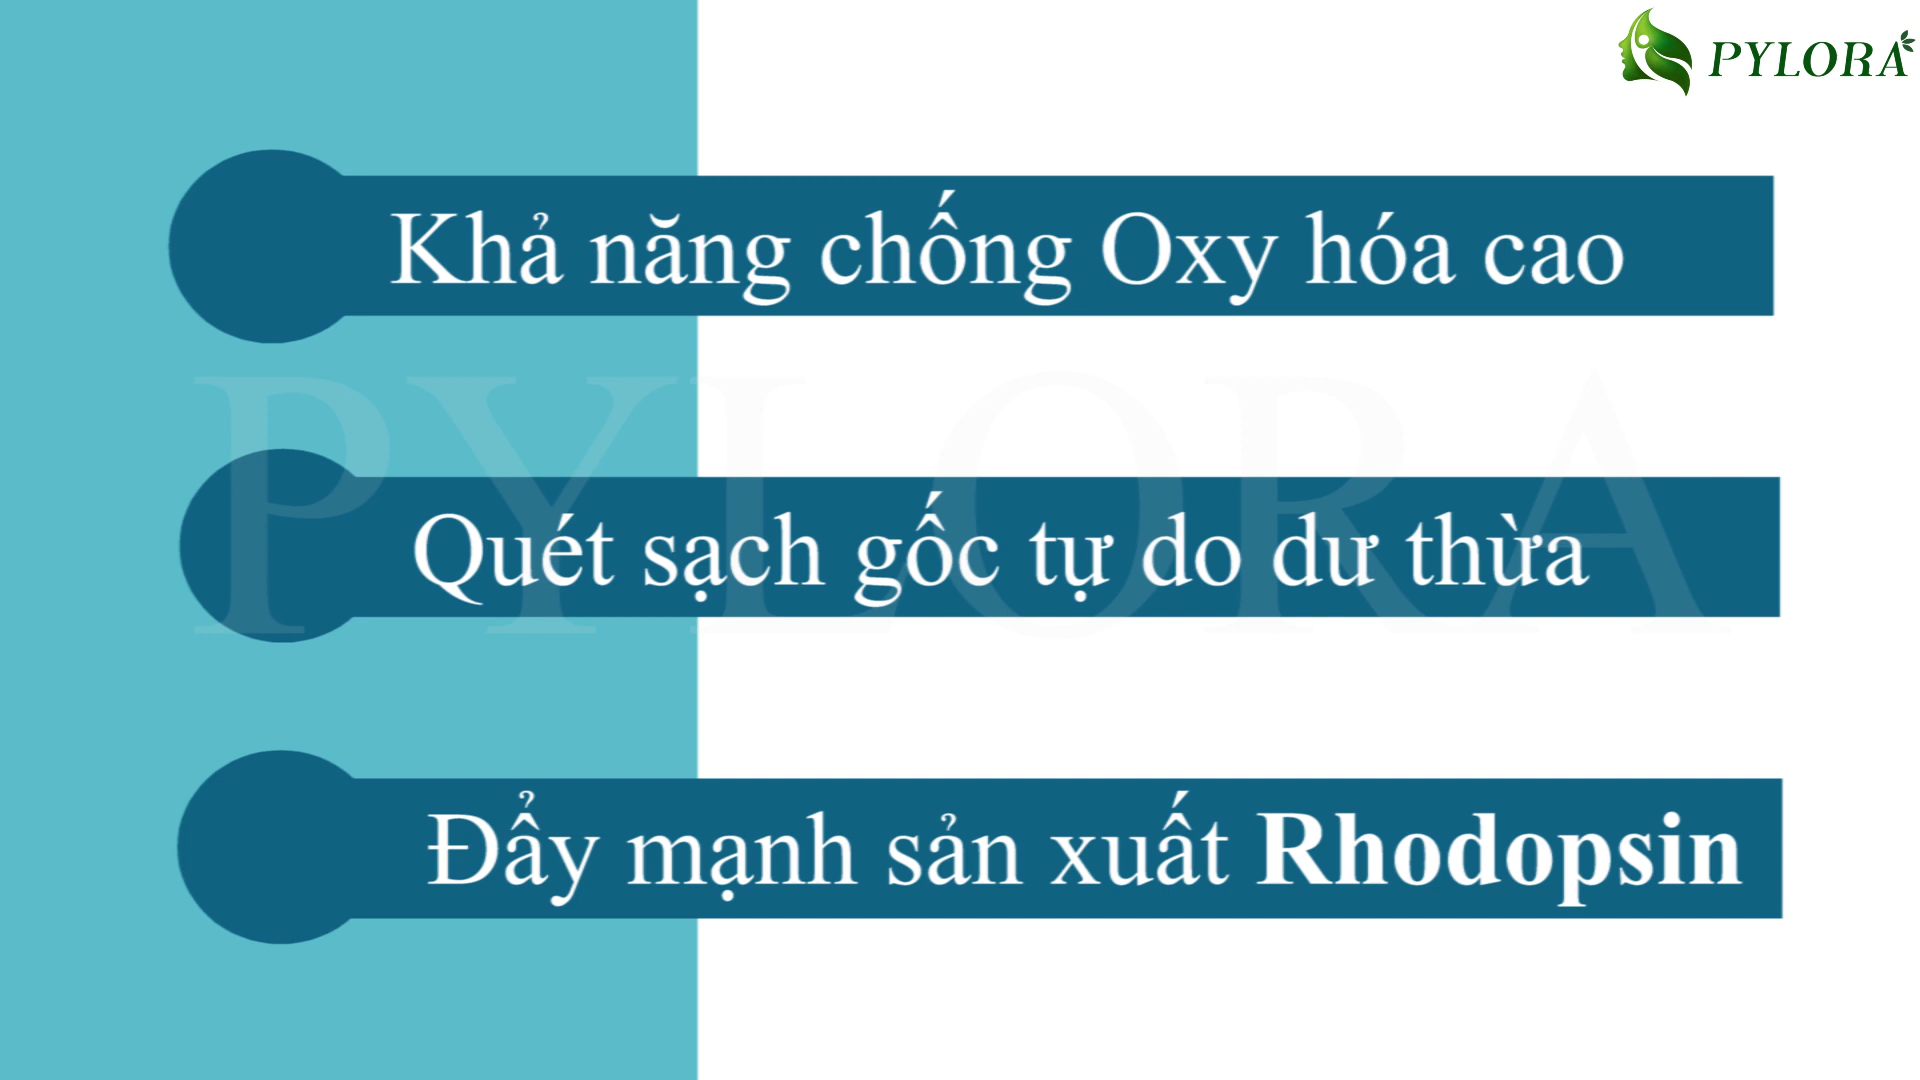 PYLORA
Khả năng chống Oxy hóa cao
PYLORA
Quét sạch gốc tự do dư thừa
Đẩy mạnh sản xuất Rhodopsin